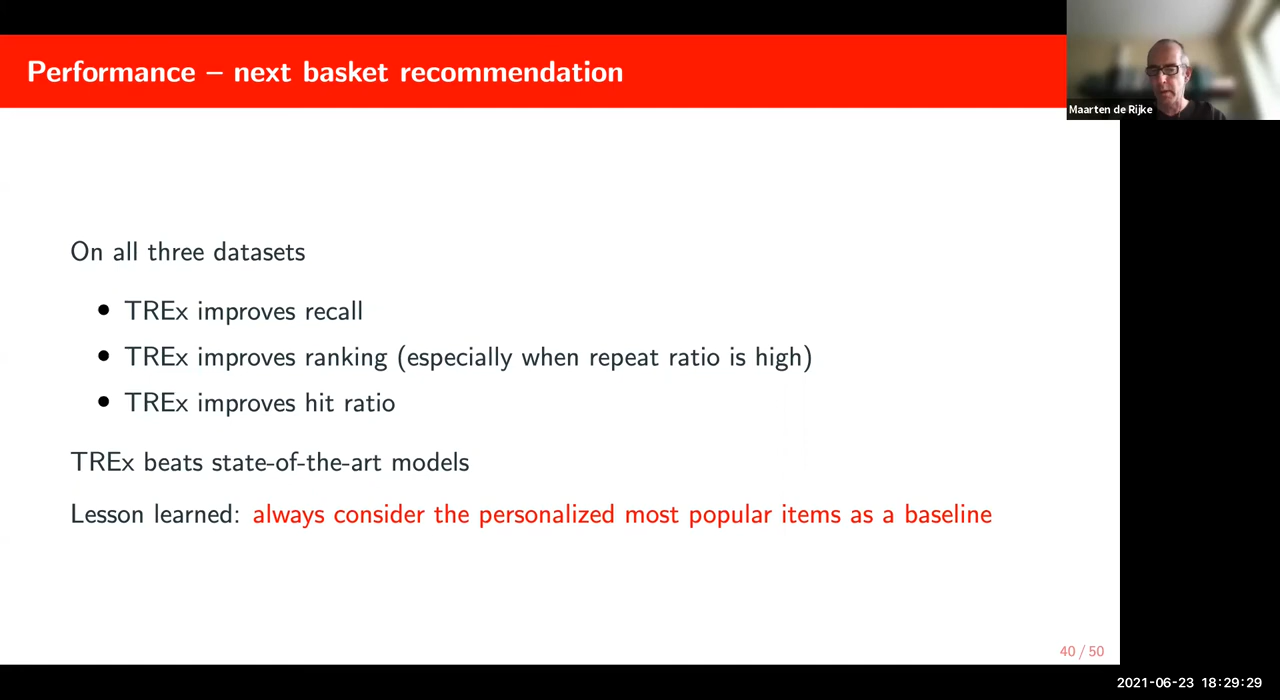 Performance – next basket recommendation
Maarten de Rijke
On all three datasets
• TREx improves recall
• TREx improves ranking (especially when repeat ratio is high)
• TREx improves hit ratio
TREx beats state-of-the-art models
Lesson learned: always consider the personalized most popular items as a baseline
40 / 50
2021-06-23 18:29:29